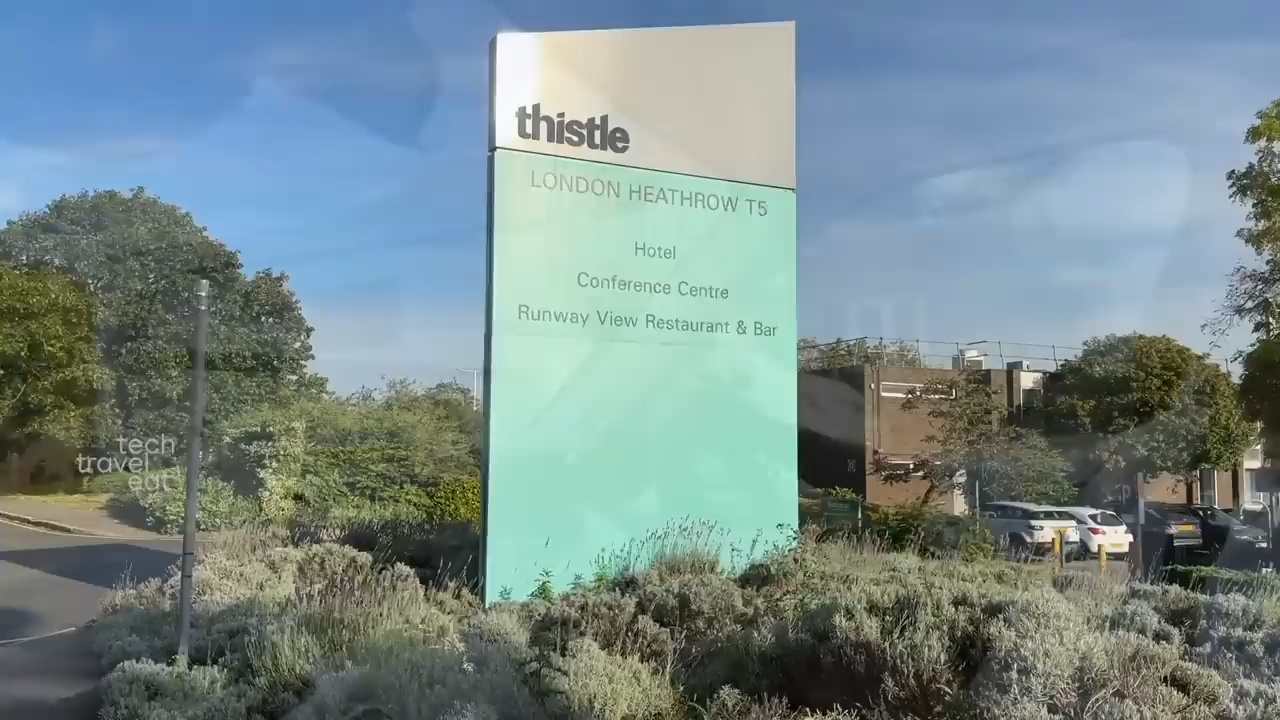 thistle
LONDON HEATHROW T5
Hotel
Conference Centre
Runway View Restaurant & Bar
tech
travel
eat